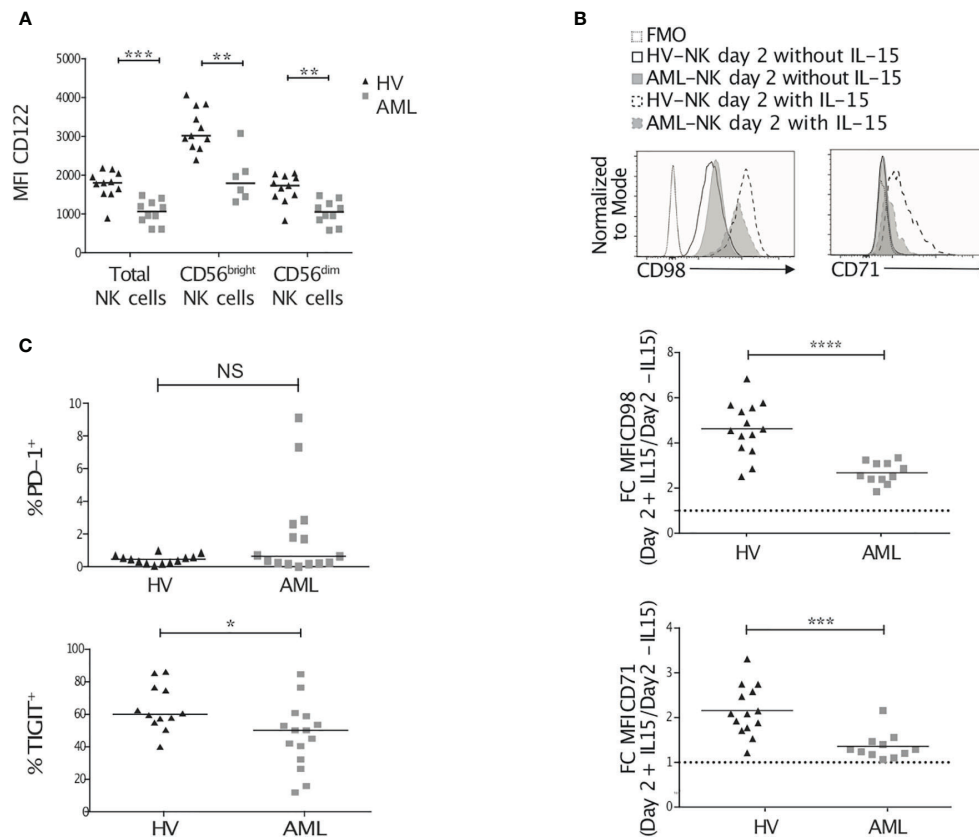 A
MFI CD122
5000
4000
3000
2000
1000
0
***
**
**
HV
AML
Total NK cells
CD56bright NK cells
CD56dim NK cells
B
FMO
HV-NK day 2 without IL-15
AML-NK day 2 without IL-15
HV-NK day 2 with IL-15
AML-NK day 2 with IL-15
Normalized to Mode
CD98
CD71
FC MFICD98
(Day 2 + IL15/Day2 - IL15)
8
6
4
2
0
****
HV
AML
FC MFICD71
(Day 2 + IL15/Day2 - IL15)
4
3
2
1
0
***
HV
AML
C
NS
%PD-1+
10
8
6
4
2
0
HV
AML
*
% TIGIT+
100
80
60
40
20
0
HV
AML